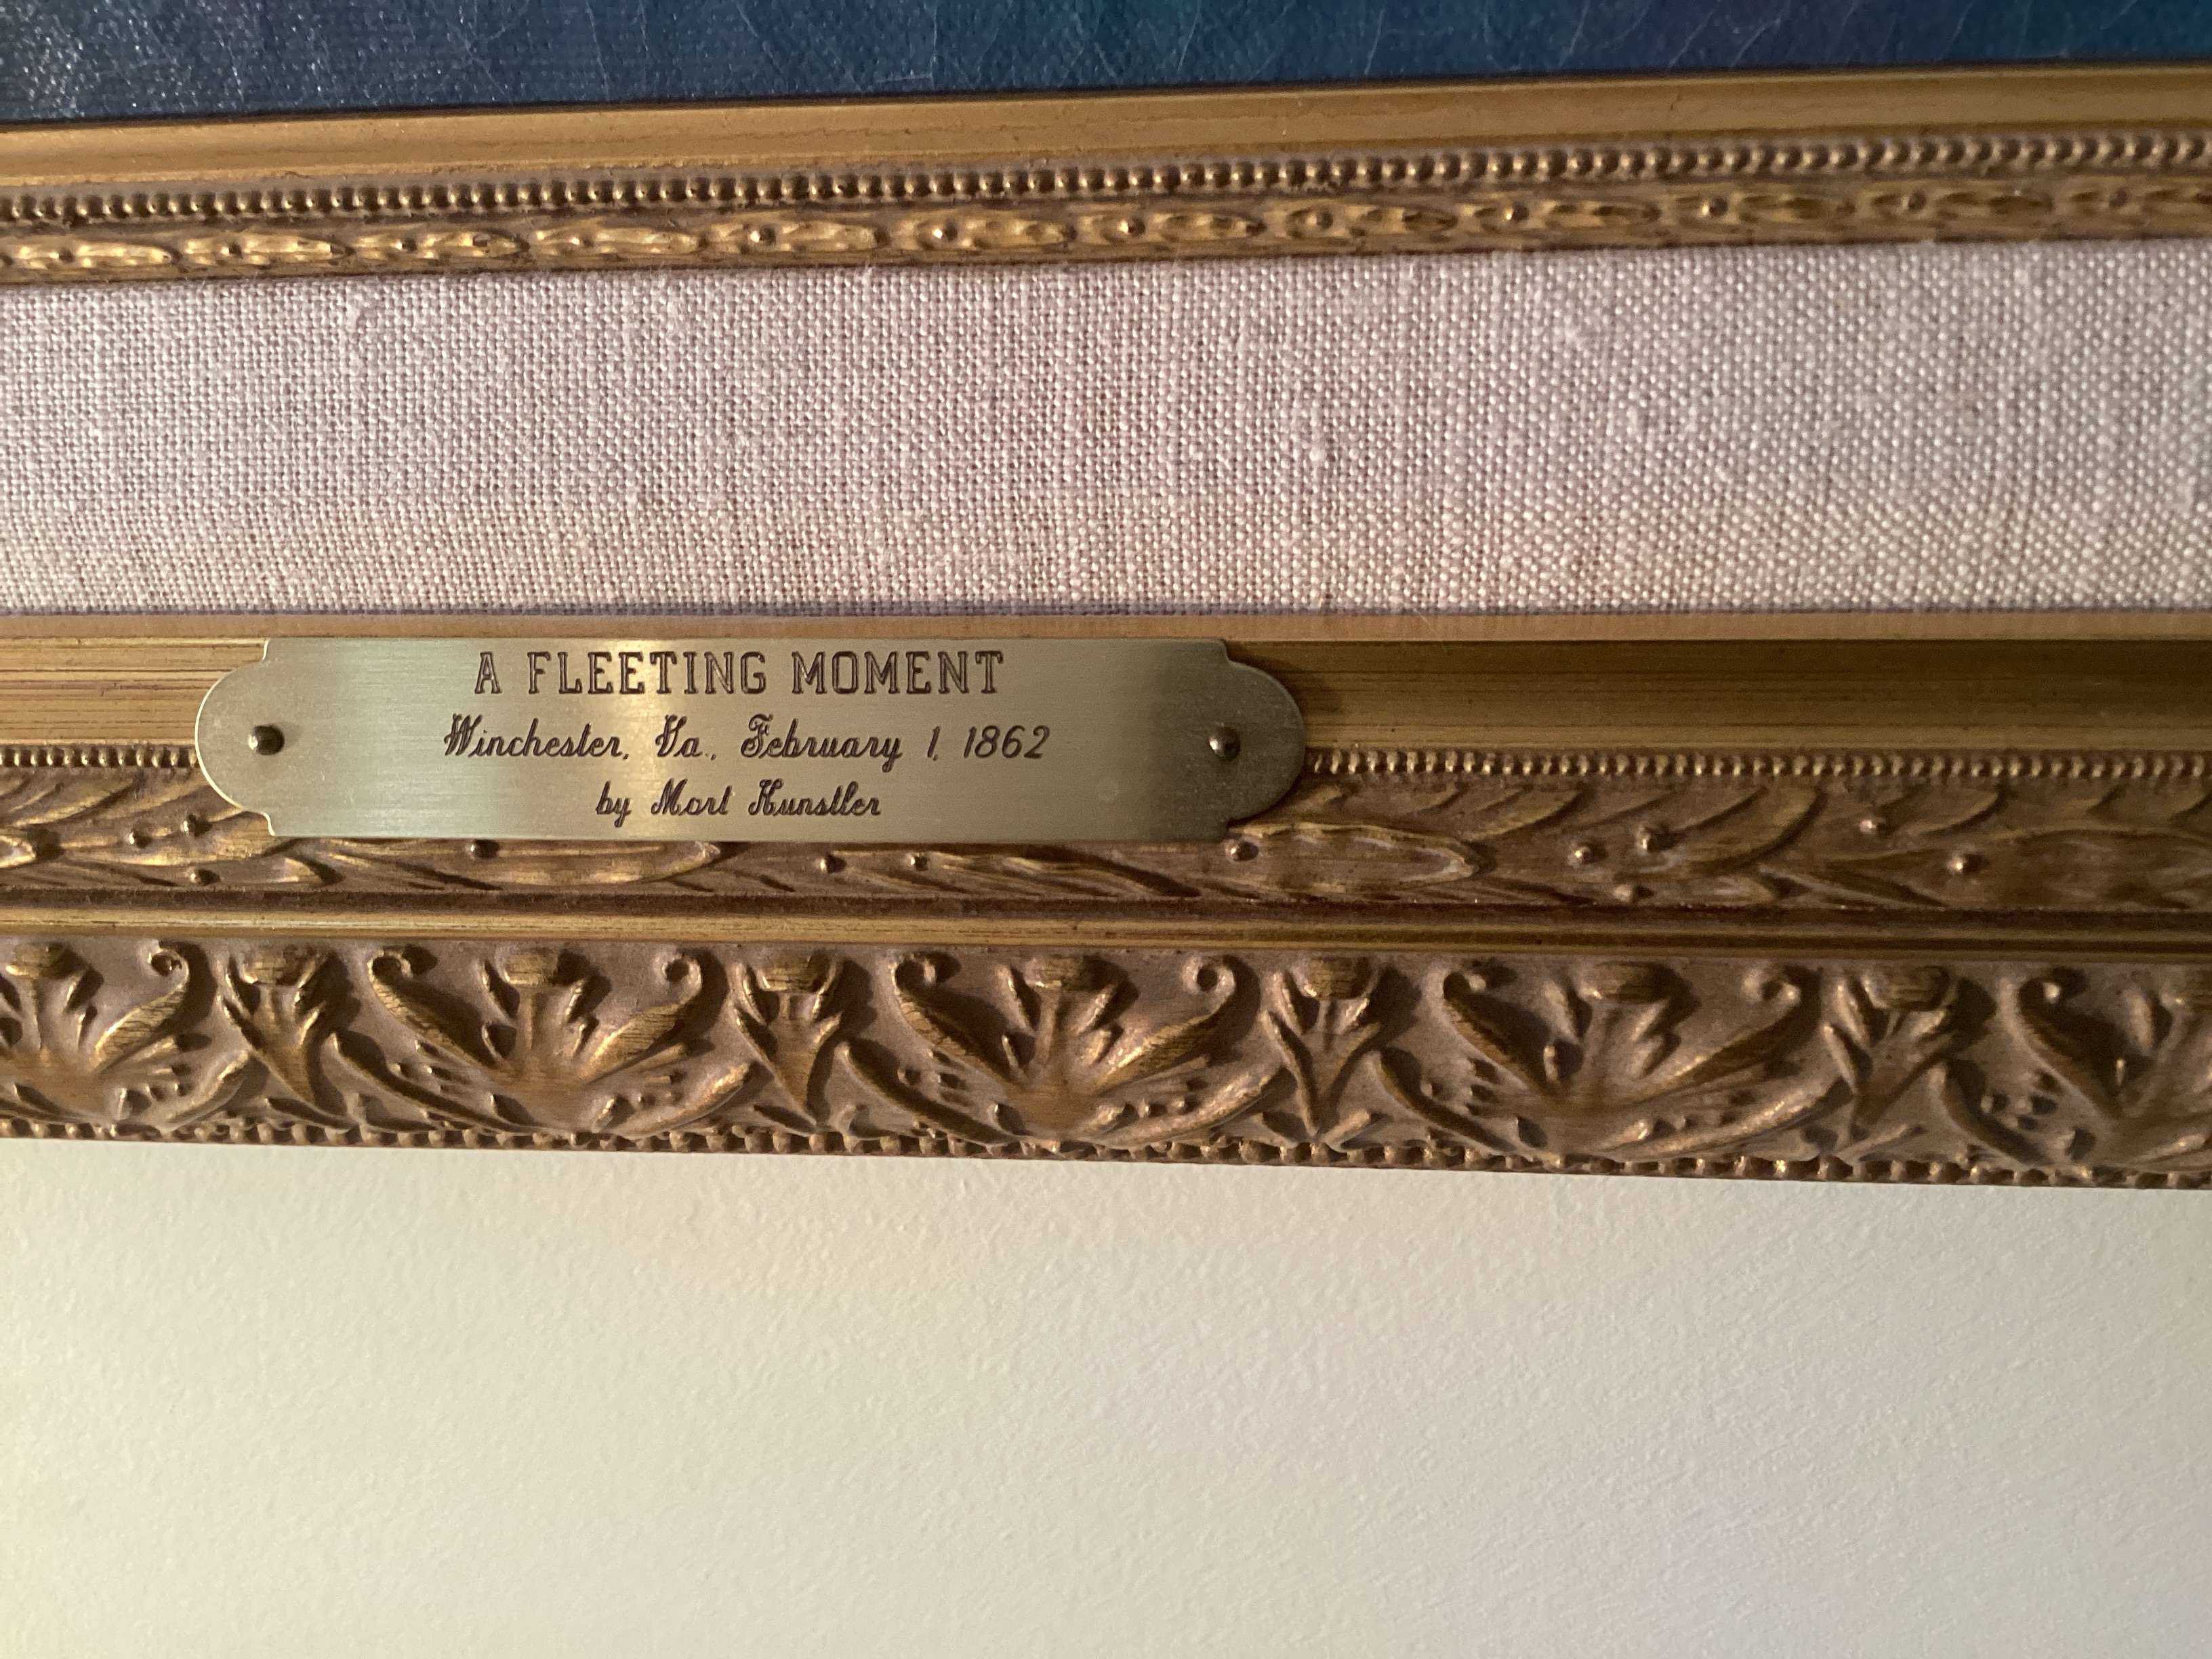 A FLEETING MOMENT
Winchester, Va., February 1, 1862
by Mort Kunstler